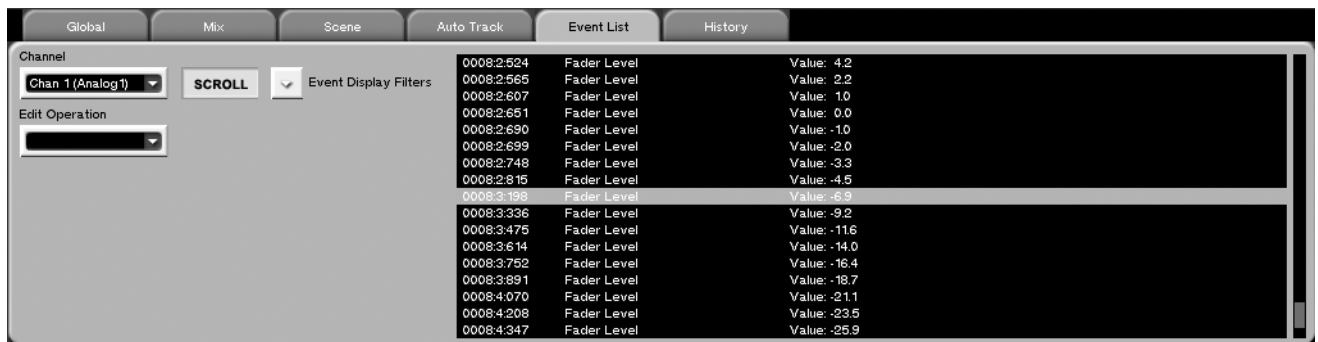 Global Mix Scene Auto Track Event List History
Channel
Chan 1 (Analog1) SCROLL Event Display Filters
Edit Operation
0008:2:524 Fader Level Value: 4.2
0008:2:565 Fader Level Value: 2.2
0008:2:607 Fader Level Value: 1.0
0008:2:651 Fader Level Value: 0.0
0008:2:690 Fader Level Value: -1.0
0008:2:699 Fader Level Value: -2.0
0008:2:748 Fader Level Value: -3.3
0008:2:815 Fader Level Value: -4.5
0008:3:198 Fader Level Value: -6.9
0008:3:336 Fader Level Value: -9.2
0008:3:475 Fader Level Value: -11.6
0008:3:614 Fader Level Value: -14.0
0008:3:752 Fader Level Value: -16.4
0008:3:891 Fader Level Value: -18.7
0008:4:070 Fader Level Value: -21.1
0008:4:208 Fader Level Value: -23.5
0008:4:347 Fader Level Value: -25.9